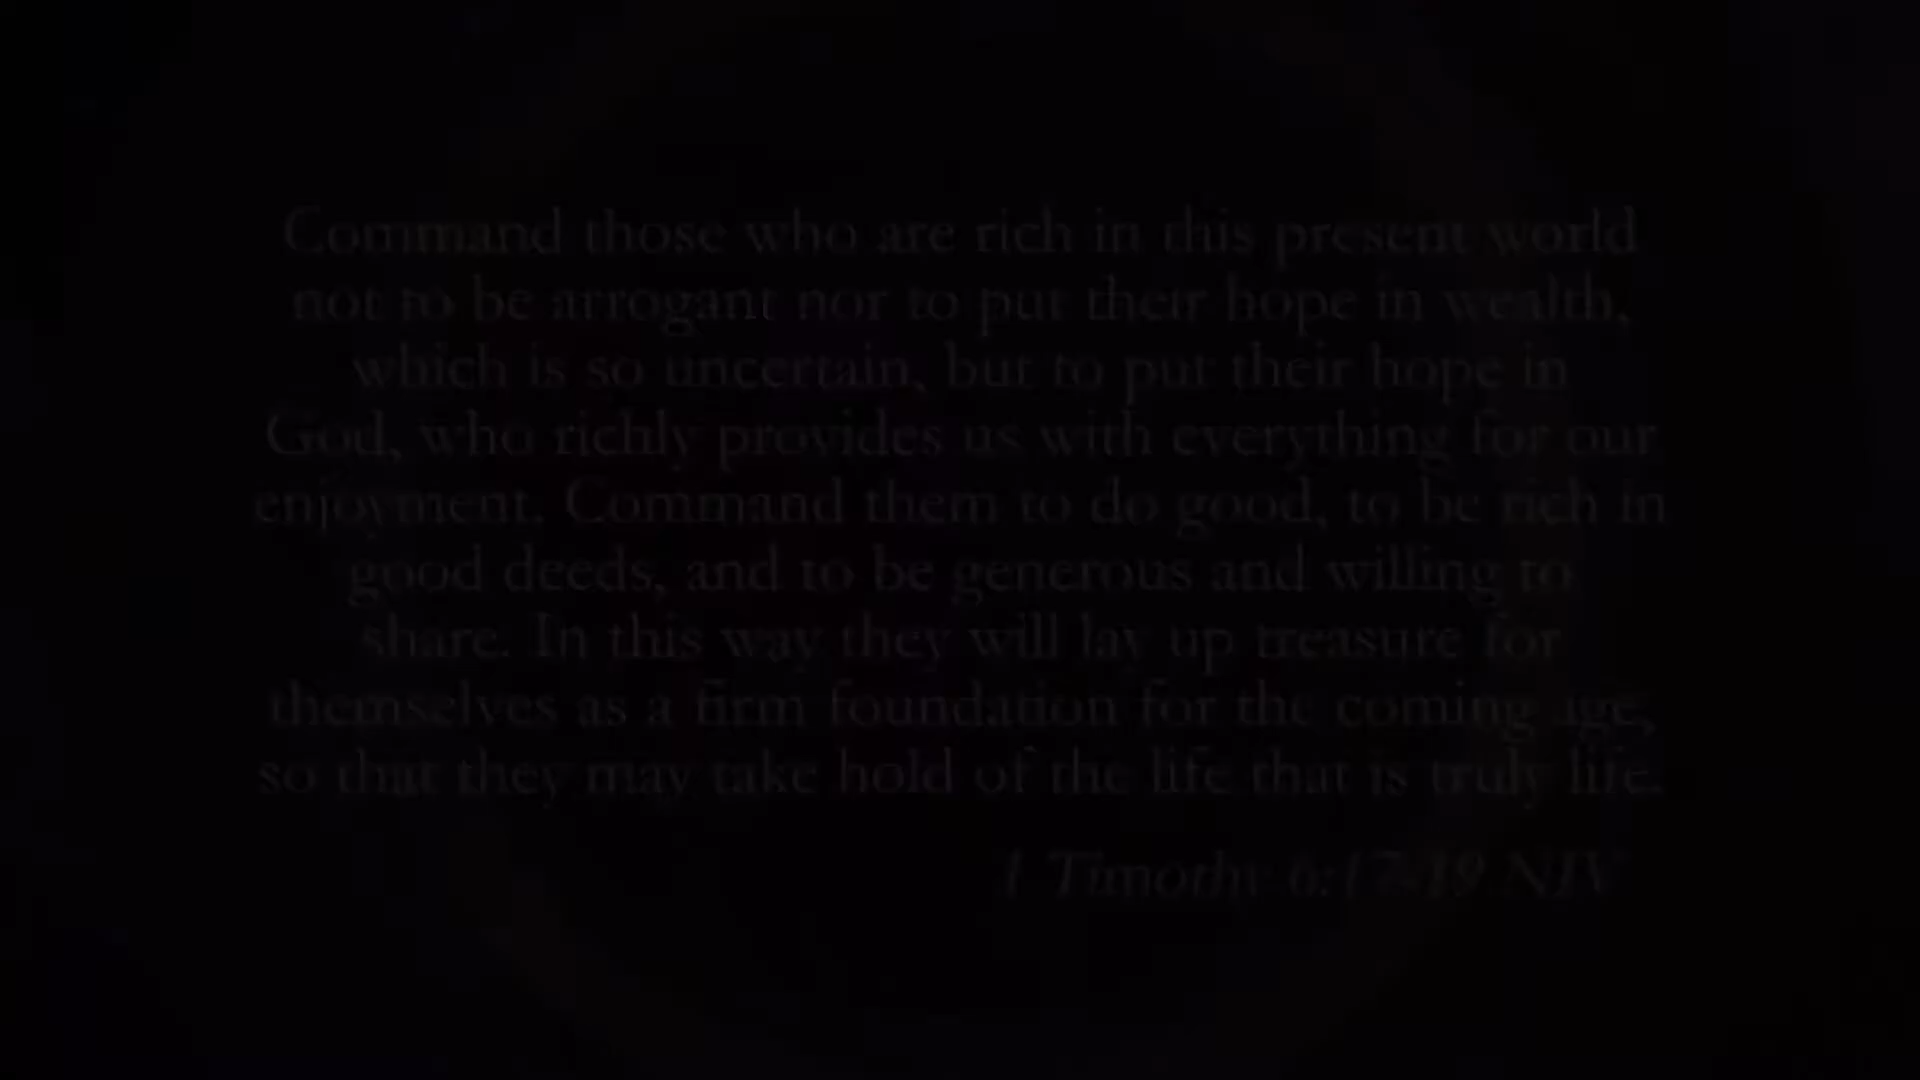 Command those who are rich in this present world
not to be arrogant nor to put their hope in wealth,
which is so uncertain, but to put their hope in
God, who richly provides us with everything for our
enjoyment. Command them to do good, to be rich in
good deeds, and to be generous and willing to
share. In this way they will lay up treasure for
themselves as a firm foundation for the coming age,
so that they may take hold of the life that is truly life.
1 Timothy 6:17-19 NIV